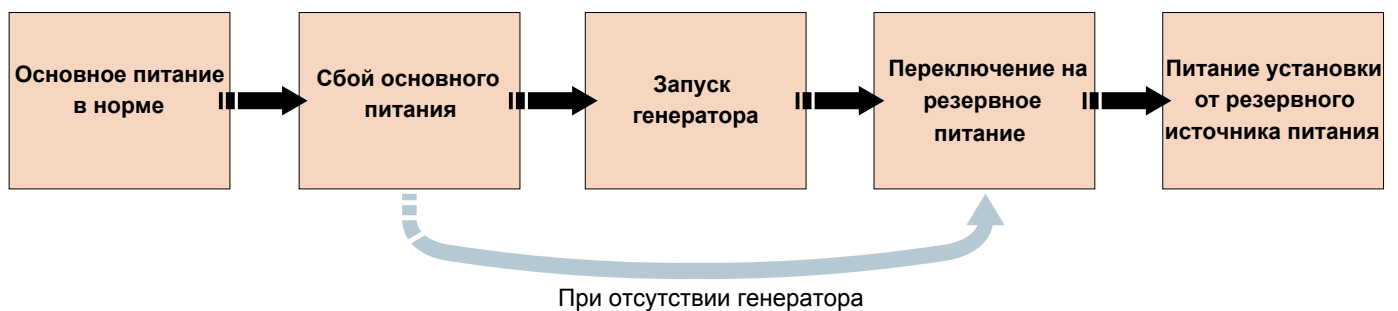 Основное питание
в норме
Сбой основного
питания
Запуск
генератора
Переключение на
резервное
питание
Питание установки
от резервного
источника питания
При отсутствии генератора